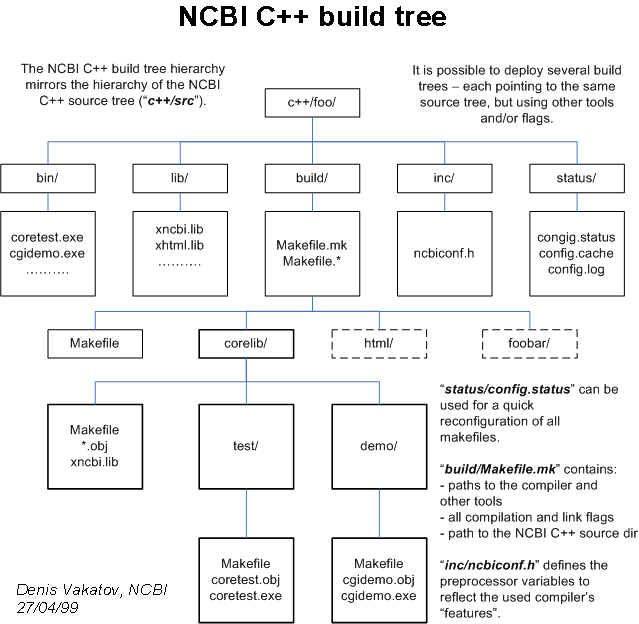 NCBI C++ build tree
The NCBI C++ build tree hierarchy
mirrors the hierarchy of the NCBI
C++ source tree (“c++/src”).
It is possible to deploy several build
trees – each pointing to the same
source tree, but using other tools
and/or flags.
c++/foo/
bin/
lib/
build/
inc/
status/
coretest.exe
cgidemo.exe
……….
xncbi.lib
xhtml.lib
……….
Makefile.mk
Makefile.*
ncbiconf.h
congig.status
config.cache
config.log
Makefile
corelib/
html/
foobar/
Makefile
*.obj
xncbi.lib
test/
demo/
Makefile
coretest.obj
coretest.exe
Makefile
cgidemo.obj
cgidemo.exe
“status/config.status” can be
used for a quick
reconfiguration of all
makefiles.
“build/Makefile.mk” contains:
- paths to the compiler and
other tools
- all compilation and link flags
- path to the NCBI C++ source dir
“inc/ncbiconf.h” defines the
preprocessor variables to
reflect the used compiler’s
“features”.
Denis Vakatov, NCBI
27/04/99